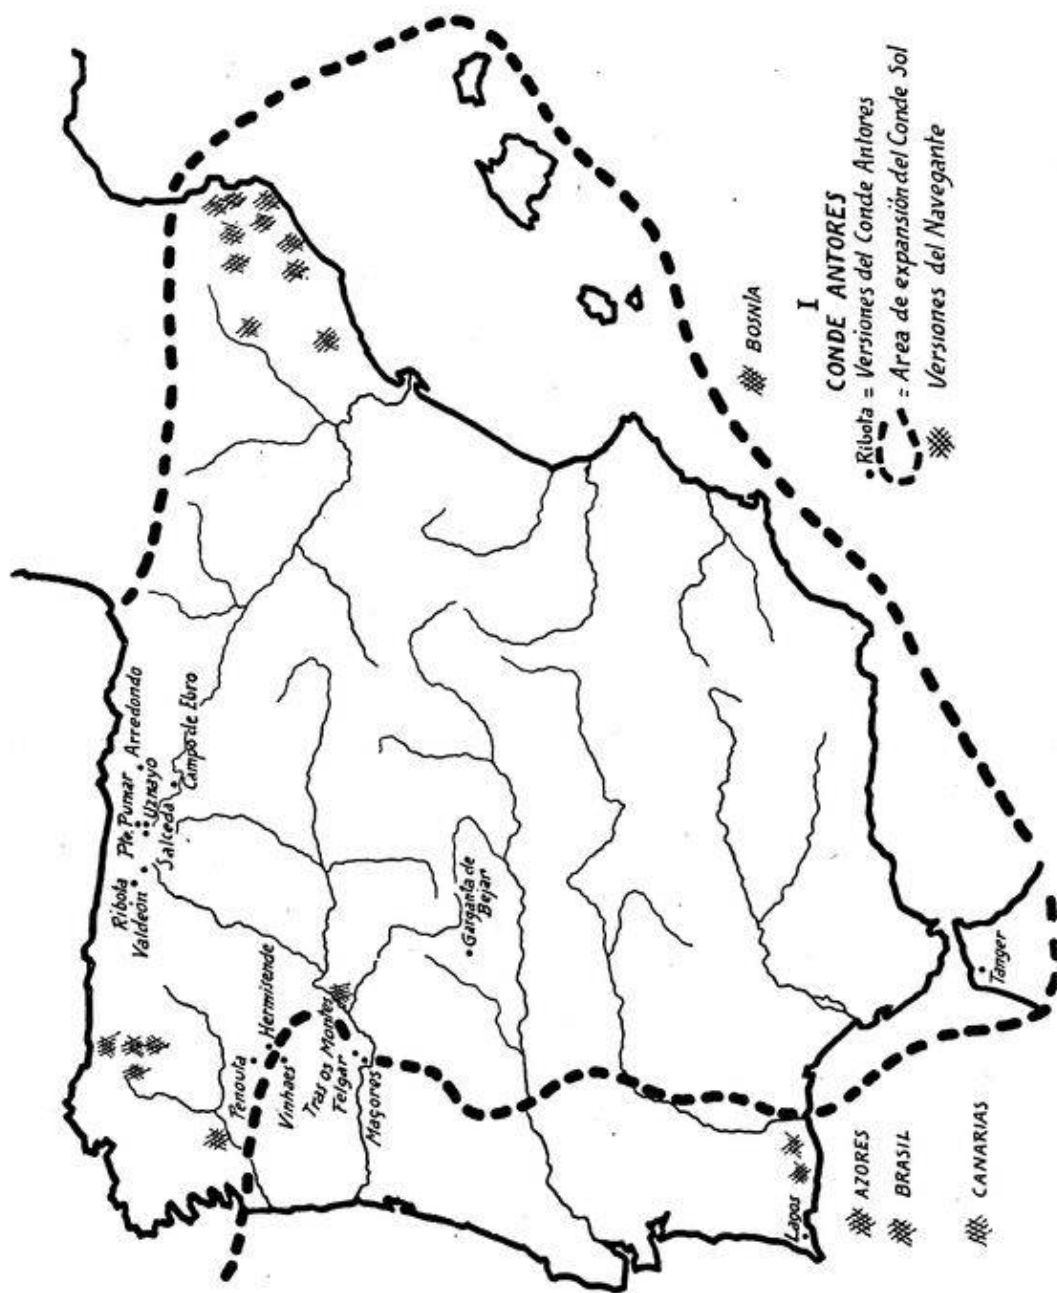 I
CONDE ANTORES
Ribota = Versiones del Conde Antores
= Area de expansión del Conde Sol
Versiones del Navegante
Ribota
Valdeón
Pte. Pumar
Uznayo
Salceda
Arredondo
Campo de Ebro
Penouta
Hermisende
Vinhaes
Tras os Montes
Felgar
Maçores
Garganta de
Bejar
Lagos
Tanger
BOSNÍA
AZORES
BRASIL
CANARIAS